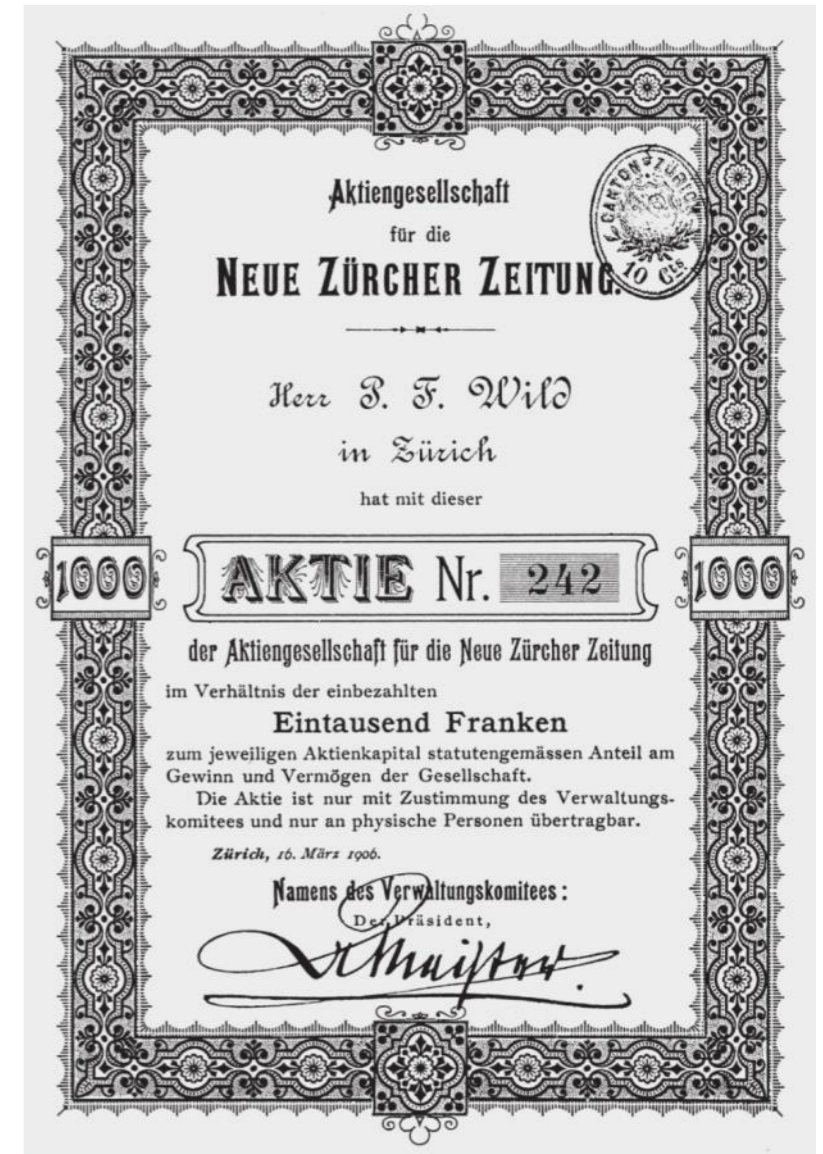 Aktiengesellschaft
für die
NEUE ZÜRCHER ZEITUNG.
CANTON ZÜRICH
10 Cts
Herr P. F. Wild
in Zürich
hat mit dieser
1000
AKTIE Nr. 242
1000
der Aktiengesellschaft für die Neue Zürcher Zeitung
im Verhältnis der einbezahlten
Eintausend Franken
zum jeweiligen Aktienkapital statutengemässen Anteil am
Gewinn und Vermögen der Gesellschaft.
Die Aktie ist nur mit Zustimmung des Verwaltungs-
komitees und nur an physische Personen übertragbar.
Zürich, 16. März 1906.
Namens des Verwaltungskomitees:
Der Präsident,
Meister.